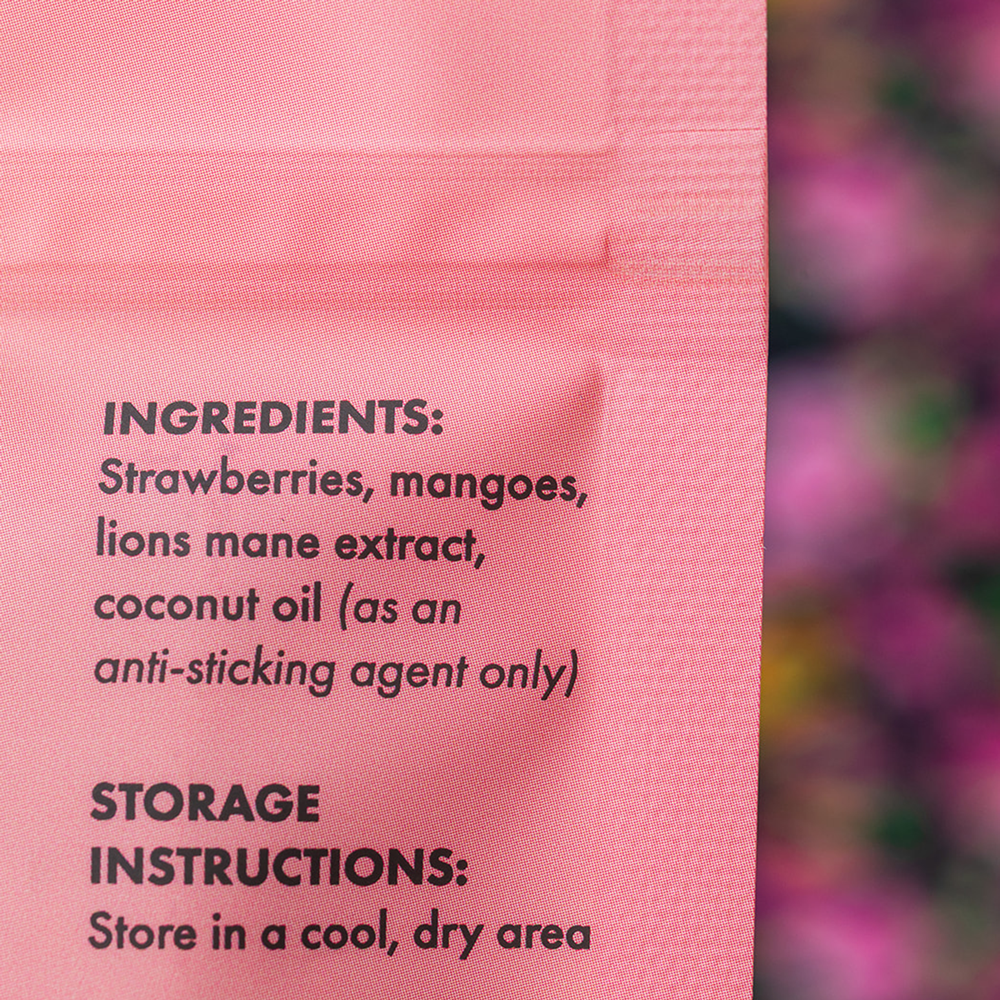 INGREDIENTS:
Strawberries, mangoes,
lions mane extract,
coconut oil (as an
anti-sticking agent only)
STORAGE
INSTRUCTIONS:
Store in a cool, dry area